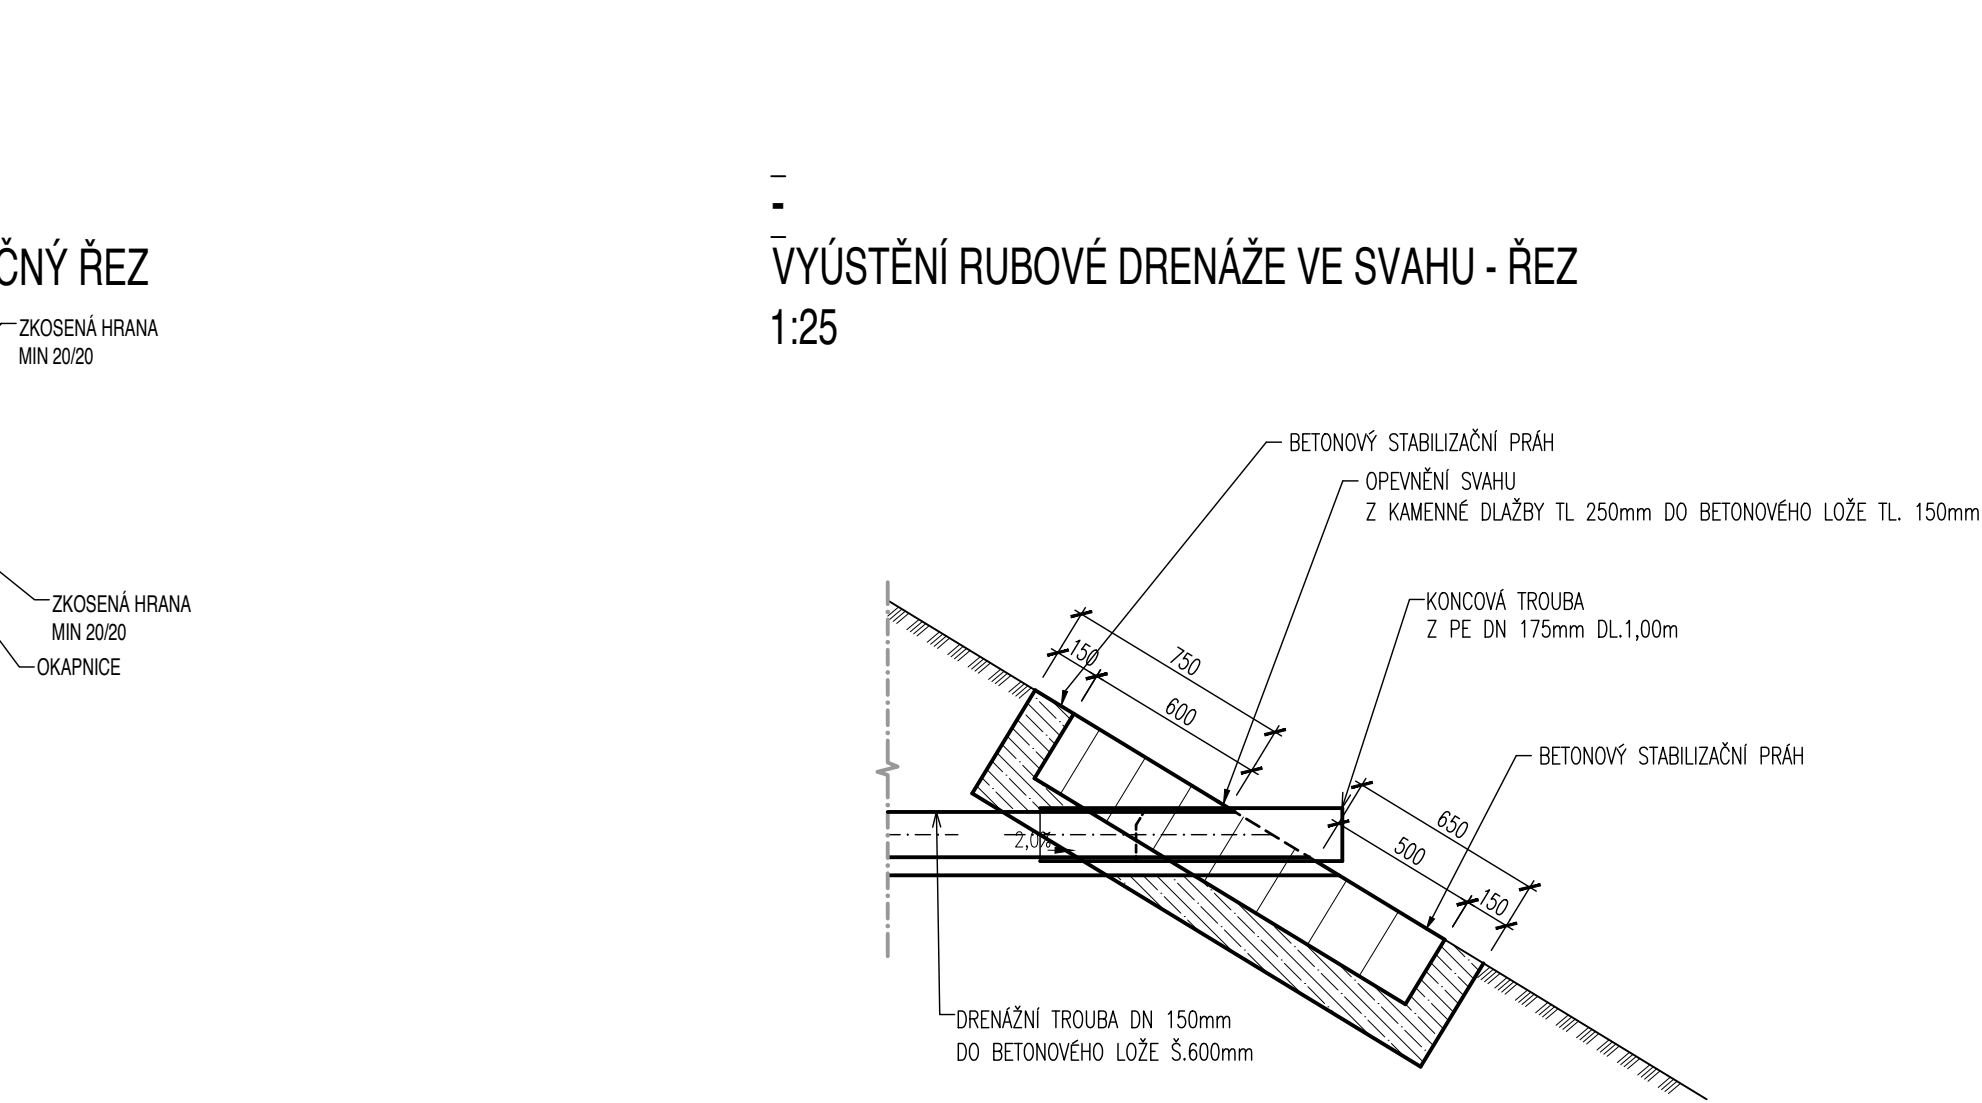 ČNÝ ŘEZ
ZKOSENÁ HRANA
MIN 20/20
ZKOSENÁ HRANA
MIN 20/20
OKAPNICE
-
VYÚSTĚNÍ RUBOVÉ DRENÁŽE VE SVAHU - ŘEZ
1:25
BETONOVÝ STABILIZAČNÍ PRÁH
OPEVNĚNÍ SVAHU
Z KAMENNÉ DLAŽBY TL 250mm DO BETONOVÉHO LOŽE TL. 150mm
KONCOVÁ TROUBA
Z PE DN 175mm DL.1,00m
150
750
600
BETONOVÝ STABILIZAČNÍ PRÁH
650
500
150
2,0%
DRENÁŽNÍ TROUBA DN 150mm
DO BETONOVÉHO LOŽE Š.600mm